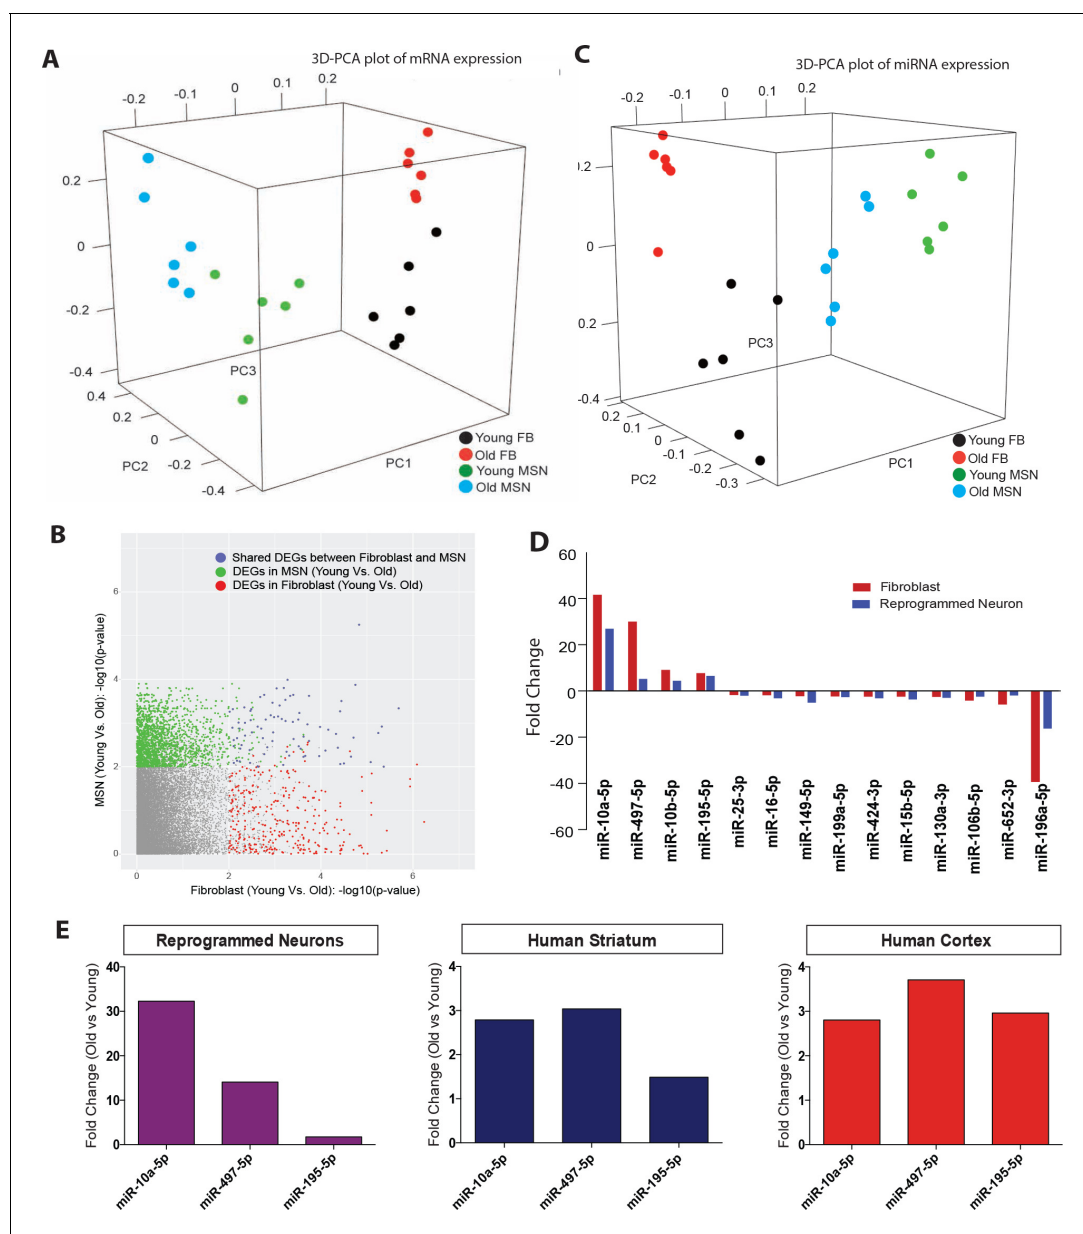 A
3D-PCA plot of mRNA expression
-0.2
-0.1
0
0.1
0.2
0.2
0
-0.2
-0.4
0.4
0.2
0
-0.2
-0.4
PC3
PC2
PC1
Young FB
Old FB
Young MSN
Old MSN
C
3D-PCA plot of miRNA expression
-0.2
-0.1
0
0.1
0.2
.2
0
0.2
-0.4
0.2
0.1
0
-0.1
-0.2
-0.3
PC3
PC2
PC1
Young FB
Old FB
Young MSN
Old MSN
B
Shared DEGs between Fibroblast and MSN
DEGs in MSN (Young Vs. Old)
DEGs in Fibroblast (Young Vs. Old)
MSN (Young Vs. Old): -log10(p-value)
6
4
2
0
0
2
4
6
Fibroblast (Young Vs. Old): -log10(p-value)
D
Fold Change
60
40
20
0
-20
-40
-60
Fibroblast
Reprogrammed Neuron
miR-10a-5p
miR-497-5p
miR-10b-5p
miR-195-5p
miR-25-3p
miR-16-5p
miR-149-5p
miR-199a-5p
miR-424-3p
miR-15b-5p
miR-130a-3p
miR-106b-5p
miR-652-3p
miR-196a-5p
E
Reprogrammed Neurons
Fold Change (Old vs Young)
40
30
20
10
0
miR-10a-5p
miR-497-5p
miR-195-5p
Human Striatum
Fold Change (Old vs Young)
4
3
2
1
0
miR-10a-5p
miR-497-5p
miR-195-5p
Human Cortex
Fold Change (Old vs Young)
4
3
2
1
0
miR-10a-5p
miR-497-5p
miR-195-5p